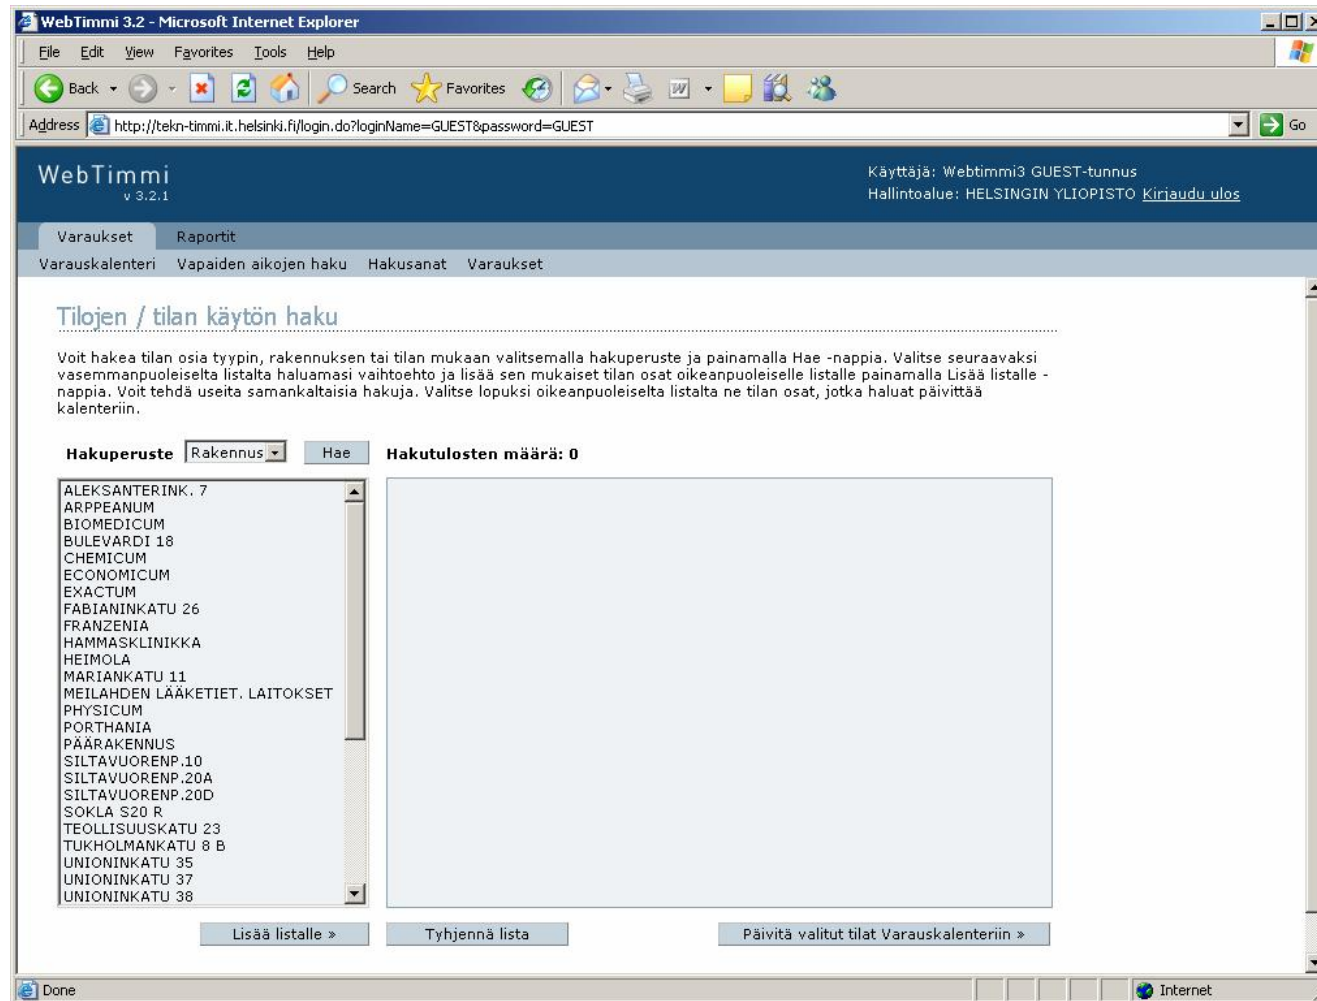 WebTimmi 3.2 - Microsoft Internet Explorer
File Edit View Favorites Tools Help
Back Search Favorites
Address http://tekn-timmi.it.helsinki.fi/login.do?loginName=GUEST&password=GUEST Go
WebTimmi
v 3.2.1
Käyttäjä: Webtimmi3 GUEST-tunnus
Hallintoalue: HELSINGIN YLIOPISTO Kirjaudu ulos
Varaukset Raportit
Varauskalenteri Vapaiden aikojen haku Hakusanat Varaukset
Tilojen / tilan käytön haku
Voit hakea tilan osia tyypin, rakennuksen tai tilan mukaan valitsemalla hakuperuste ja painamalla Hae -nappia. Valitse seuraavaksi
vasemmanpuoleiselta listalta haluamasi vaihtoehto ja lisää sen mukaiset tilan osat oikeanpuoleiselle listalle painamalla Lisää listalle -
nappia. Voit tehdä useita samankaltaisia hakuja. Valitse lopuksi oikeanpuoleiselta listalta ne tilan osat, jotka haluat päivittää
kalenteriin.
Hakuperuste Rakennus Hae Hakutulosten määrä: 0
ALEKSANTERINK. 7
ARPPEANUM
BIOMEDICUM
BULEVARDI 18
CHEMICUM
ECONOMICUM
EXACTUM
FABIANINKATU 26
FRANZENIA
HAMMASKLINIKKA
HEIMOLA
MARIANKATU 11
MEILAHDEN LÄÄKETIET. LAITOKSET
PHYSICUM
PORTHANIA
PÄÄRAKENNUS
SILTAVUORENP.10
SILTAVUORENP.20A
SILTAVUORENP.20D
SOKLA S20 R
TEOLLISUUSKATU 23
TUKHOLMANKATU 8 B
UNIONINKATU 35
UNIONINKATU 37
UNIONINKATU 38
Lisää listalle » Tyhjennä lista Päivitä valitut tilat Varauskalenteriin »
Done Internet